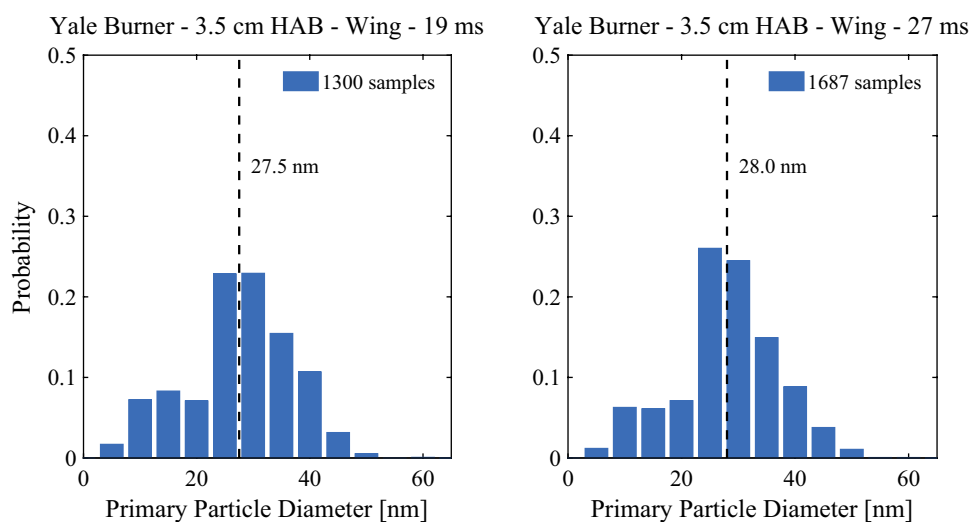 Yale Burner - 3.5 cm HAB - Wing - 19 ms
0.5
0.4
0.3
0.2
0.1
0
Probability
1300 samples
27.5 nm
0 20 40 60
Primary Particle Diameter [nm]
Yale Burner - 3.5 cm HAB - Wing - 27 ms
0.5
0.4
0.3
0.2
0.1
0
1687 samples
28.0 nm
0 20 40 60
Primary Particle Diameter [nm]